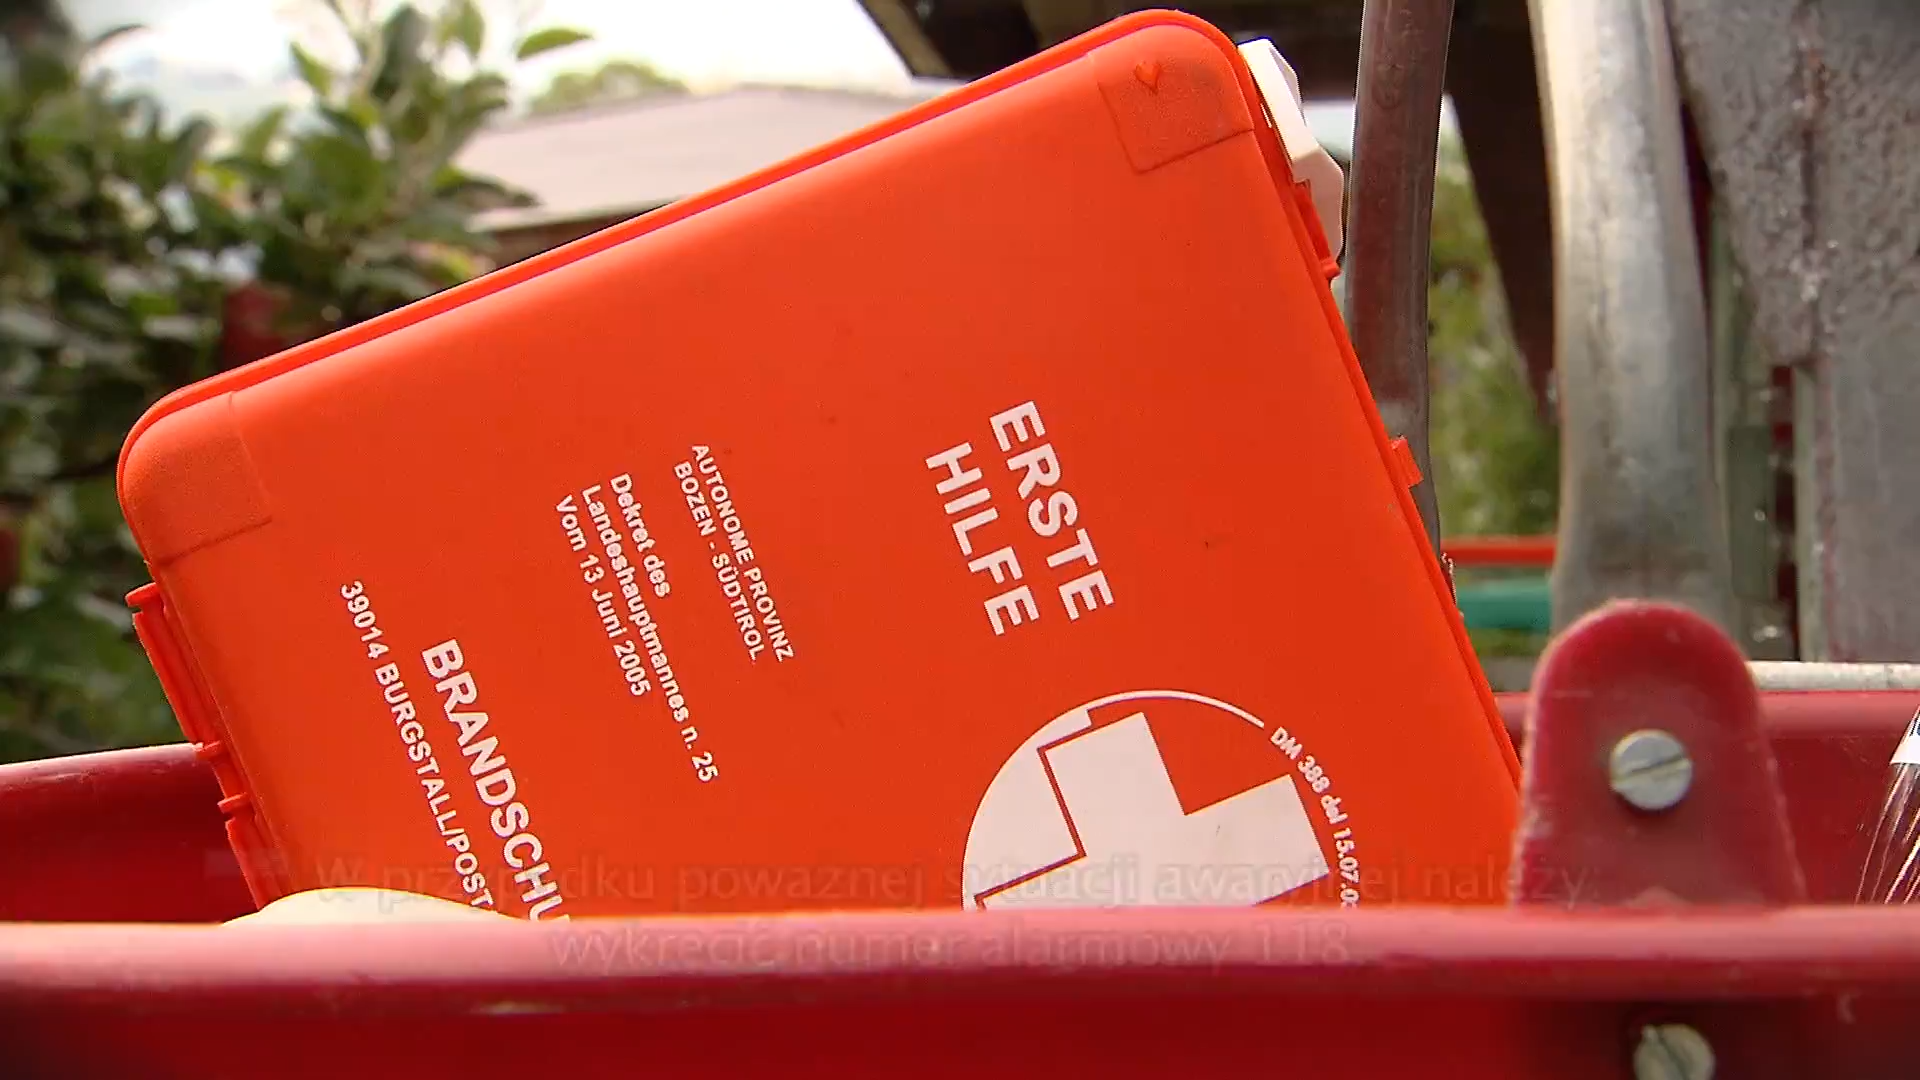 ERSTE
HILFE
AUTONOME PROVINZ
BOZEN - SÜDTIROL
Dekret des
Landeshauptmannes n. 25
Vom 13 Juni 2005
BRANDSCHU
39014 BURGSTALL/POST
DM 388 del 15.07.0
W przypadku poważnej sytuacji awaryjnej należy
wykręcić numer alarmowy 118.